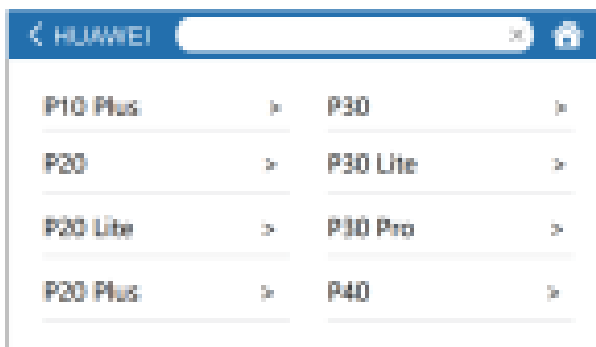 < HUAWEI
P10 Plus > P30 >
P20 > P30 Lite >
P20 Lite > P30 Pro >
P20 Plus > P40 >